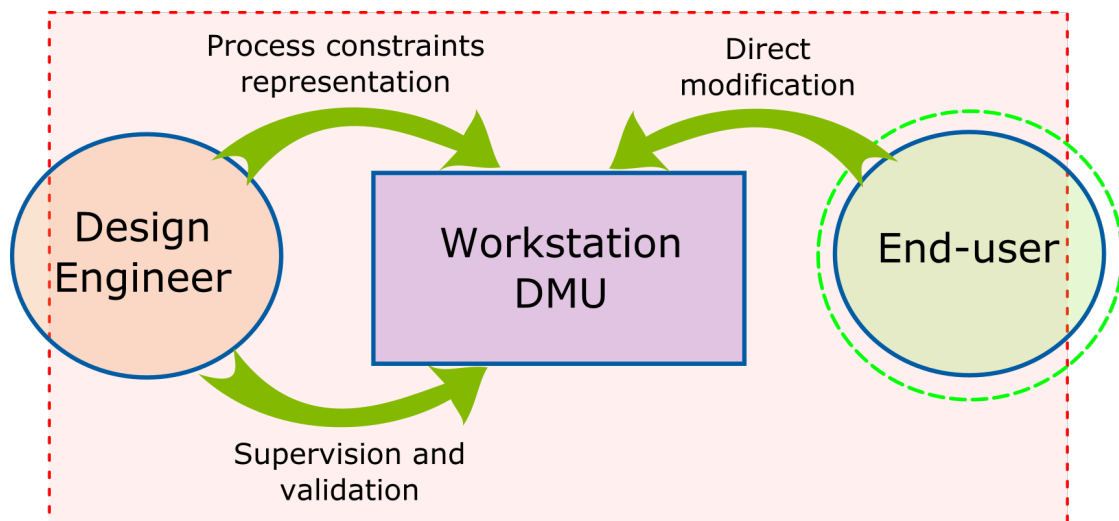 Process constraints
representation
Direct
modification
Design
Engineer
Workstation
DMU
End-user
Supervision and
validation